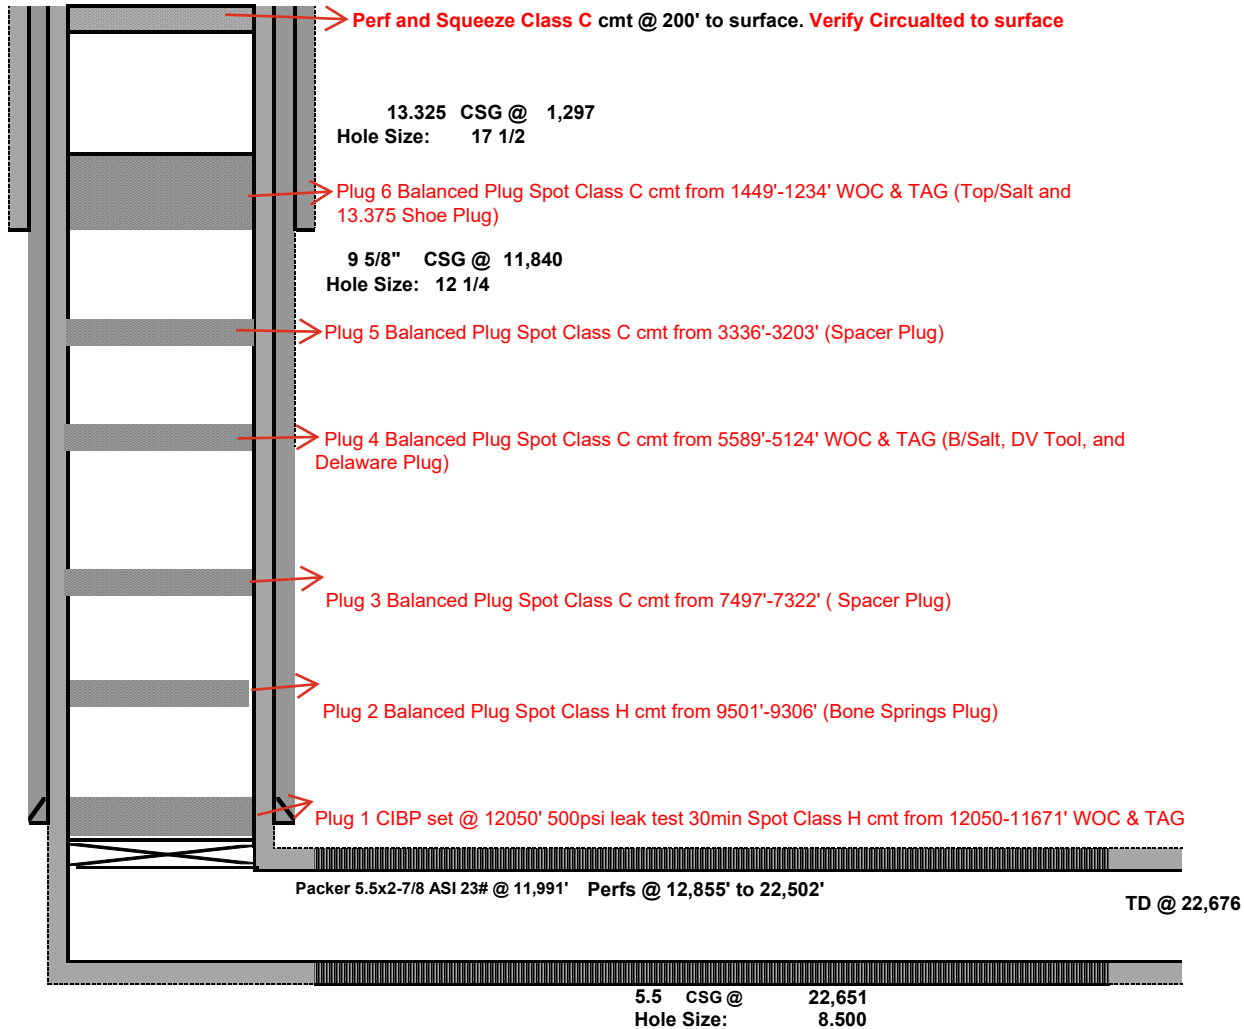 Perf and Squeeze Class C cmt @ 200' to surface. Verify Circualted to surface
13.325 CSG @ 1,297
Hole Size: 17 1/2
Plug 6 Balanced Plug Spot Class C cmt from 1449'-1234' WOC & TAG (Top/Salt and
13.375 Shoe Plug)
9 5/8" CSG @ 11,840
Hole Size: 12 1/4
Plug 5 Balanced Plug Spot Class C cmt from 3336'-3203' (Spacer Plug)
Plug 4 Balanced Plug Spot Class C cmt from 5589'-5124' WOC & TAG (B/Salt, DV Tool, and
Delaware Plug)
Plug 3 Balanced Plug Spot Class C cmt from 7497'-7322' ( Spacer Plug)
Plug 2 Balanced Plug Spot Class H cmt from 9501'-9306' (Bone Springs Plug)
Plug 1 CIBP set @ 12050' 500psi leak test 30min Spot Class H cmt from 12050-11671' WOC & TAG
Packer 5.5x2-7/8 ASI 23# @ 11,991' Perfs @ 12,855' to 22,502'
TD @ 22,676
5.5 CSG @ 22,651
Hole Size: 8.500